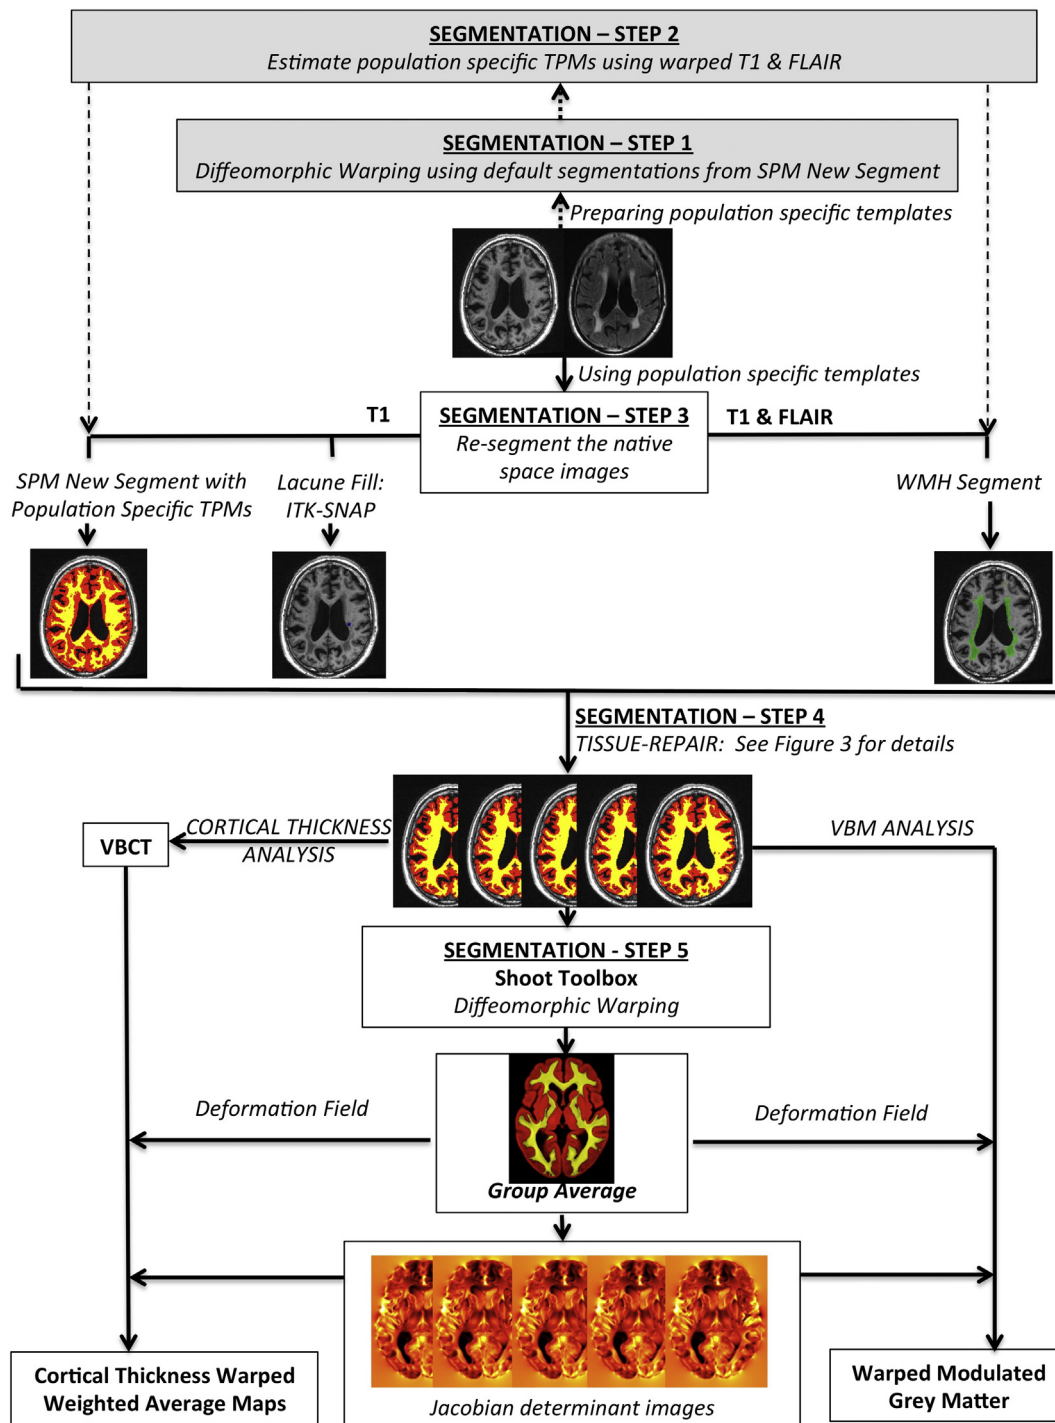 SEGMENTATION – STEP 2
Estimate population specific TPMs using warped T1 & FLAIR
SEGMENTATION – STEP 1
Diffeomorphic Warping using default segmentations from SPM New Segment
Preparing population specific templates
Using population specific templates
T1
SEGMENTATION – STEP 3
Re-segment the native
space images
T1 & FLAIR
SPM New Segment with
Population Specific TPMs
Lacune Fill:
ITK-SNAP
WMH Segment
SEGMENTATION – STEP 4
TISSUE-REPAIR: See Figure 3 for details
VBCT
CORTICAL THICKNESS
ANALYSIS
VBM ANALYSIS
SEGMENTATION - STEP 5
Shoot Toolbox
Diffeomorphic Warping
Deformation Field
Deformation Field
Group Average
Cortical Thickness Warped
Weighted Average Maps
Jacobian determinant images
Warped Modulated
Grey Matter